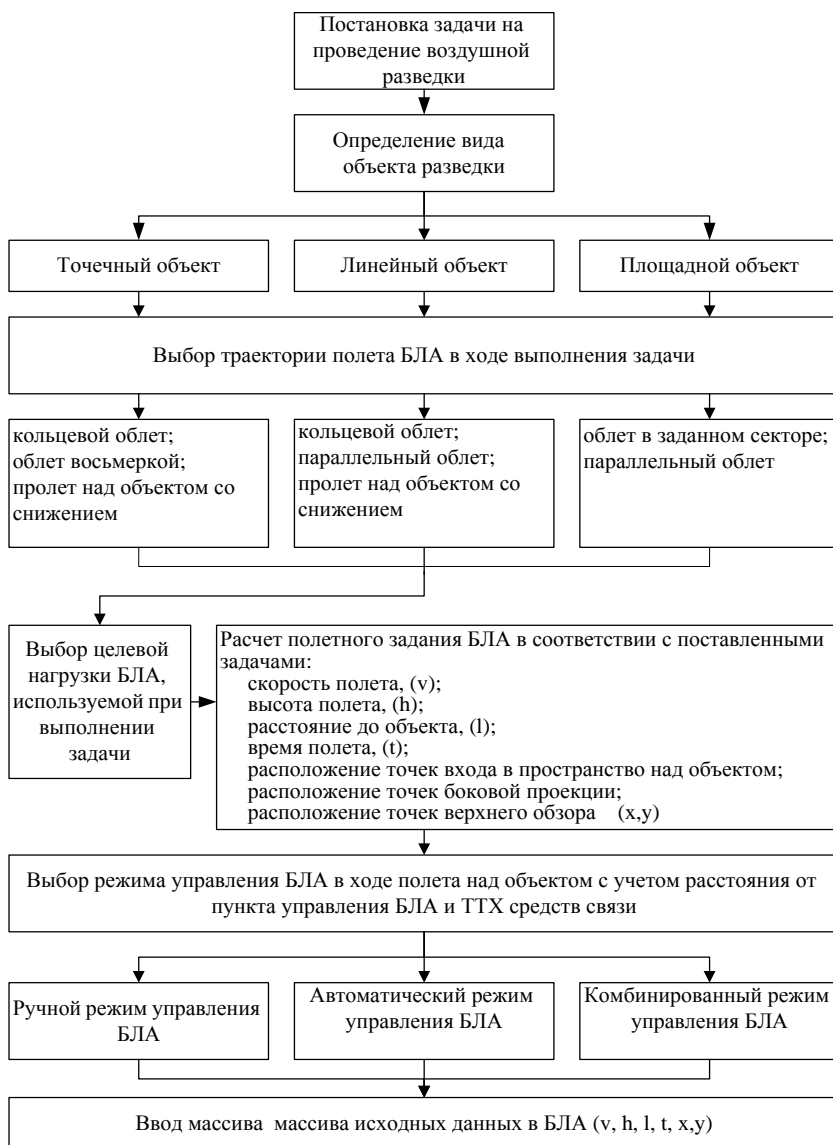 Постановка задачи на
проведение воздушной
разведки
Определение вида
объекта разведки
Точечный объект
Линейный объект
Площадной объект
Выбор траектории полета БЛА в ходе выполнения задачи
кольцевой облет;
облет восьмеркой;
пролет над объектом со
снижением
кольцевой облет;
параллельный облет;
пролет над объектом со
снижением
облет в заданном секторе;
параллельный облет
Выбор целевой
нагрузки БЛА,
используемой при
выполнении
задачи
Расчет полетного задания БЛА в соответствии с поставленными
задачами:
скорость полета, (v);
высота полета, (h);
расстояние до объекта, (l);
время полета, (t);
расположение точек входа в пространство над объектом;
расположение точек боковой проекции;
расположение точек верхнего обзора (x,y)
Выбор режима управления БЛА в ходе полета над объектом с учетом расстояния от
пункта управления БЛА и ТТХ средств связи
Ручной режим управления
БЛА
Автоматический режим
управления БЛА
Комбинированный режим
управления БЛА
Ввод массива массива исходных данных в БЛА (v, h, l, t, x,y)